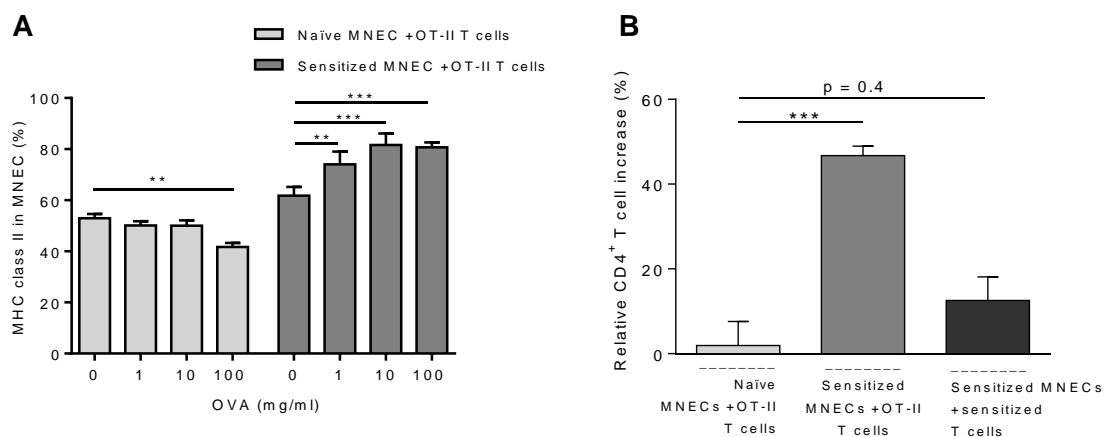 A
Naïve MNEC +OT-II T cells
Sensitized MNEC +OT-II T cells
MHC class II in MNEC (%)
100
80
60
40
20
0
**
**
***
***
0 1 10 100 0 1 10 100
OVA (mg/ml)
B
Relative CD4+ T cell increase (%)
60
40
20
0
p = 0.4
***
Naïve
MNECs +OT-II
T cells
Sensitized
MNECs +OT-II
T cells
Sensitized MNECs
+sensitized
T cells